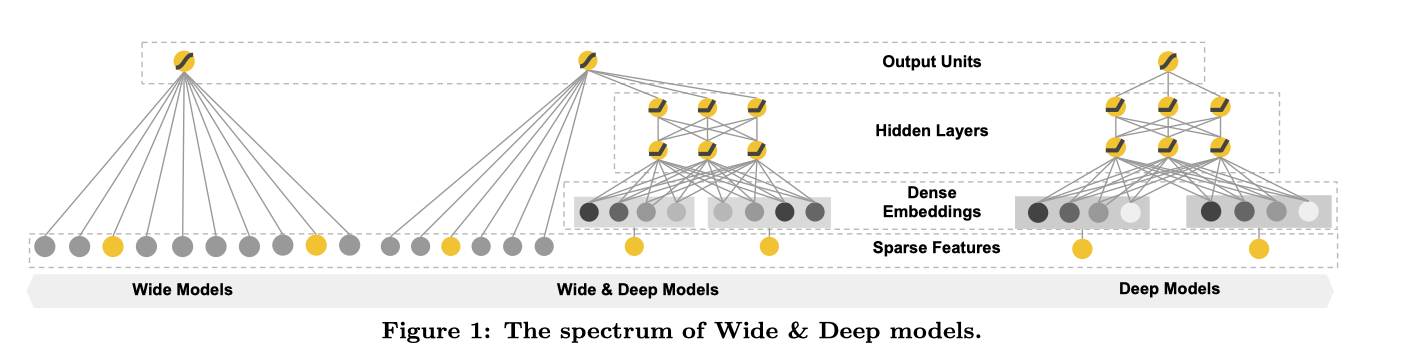 Output Units
Hidden Layers
Dense
Embeddings
Sparse Features
Wide Models
Wide & Deep Models
Deep Models
Figure 1: The spectrum of Wide & Deep models.